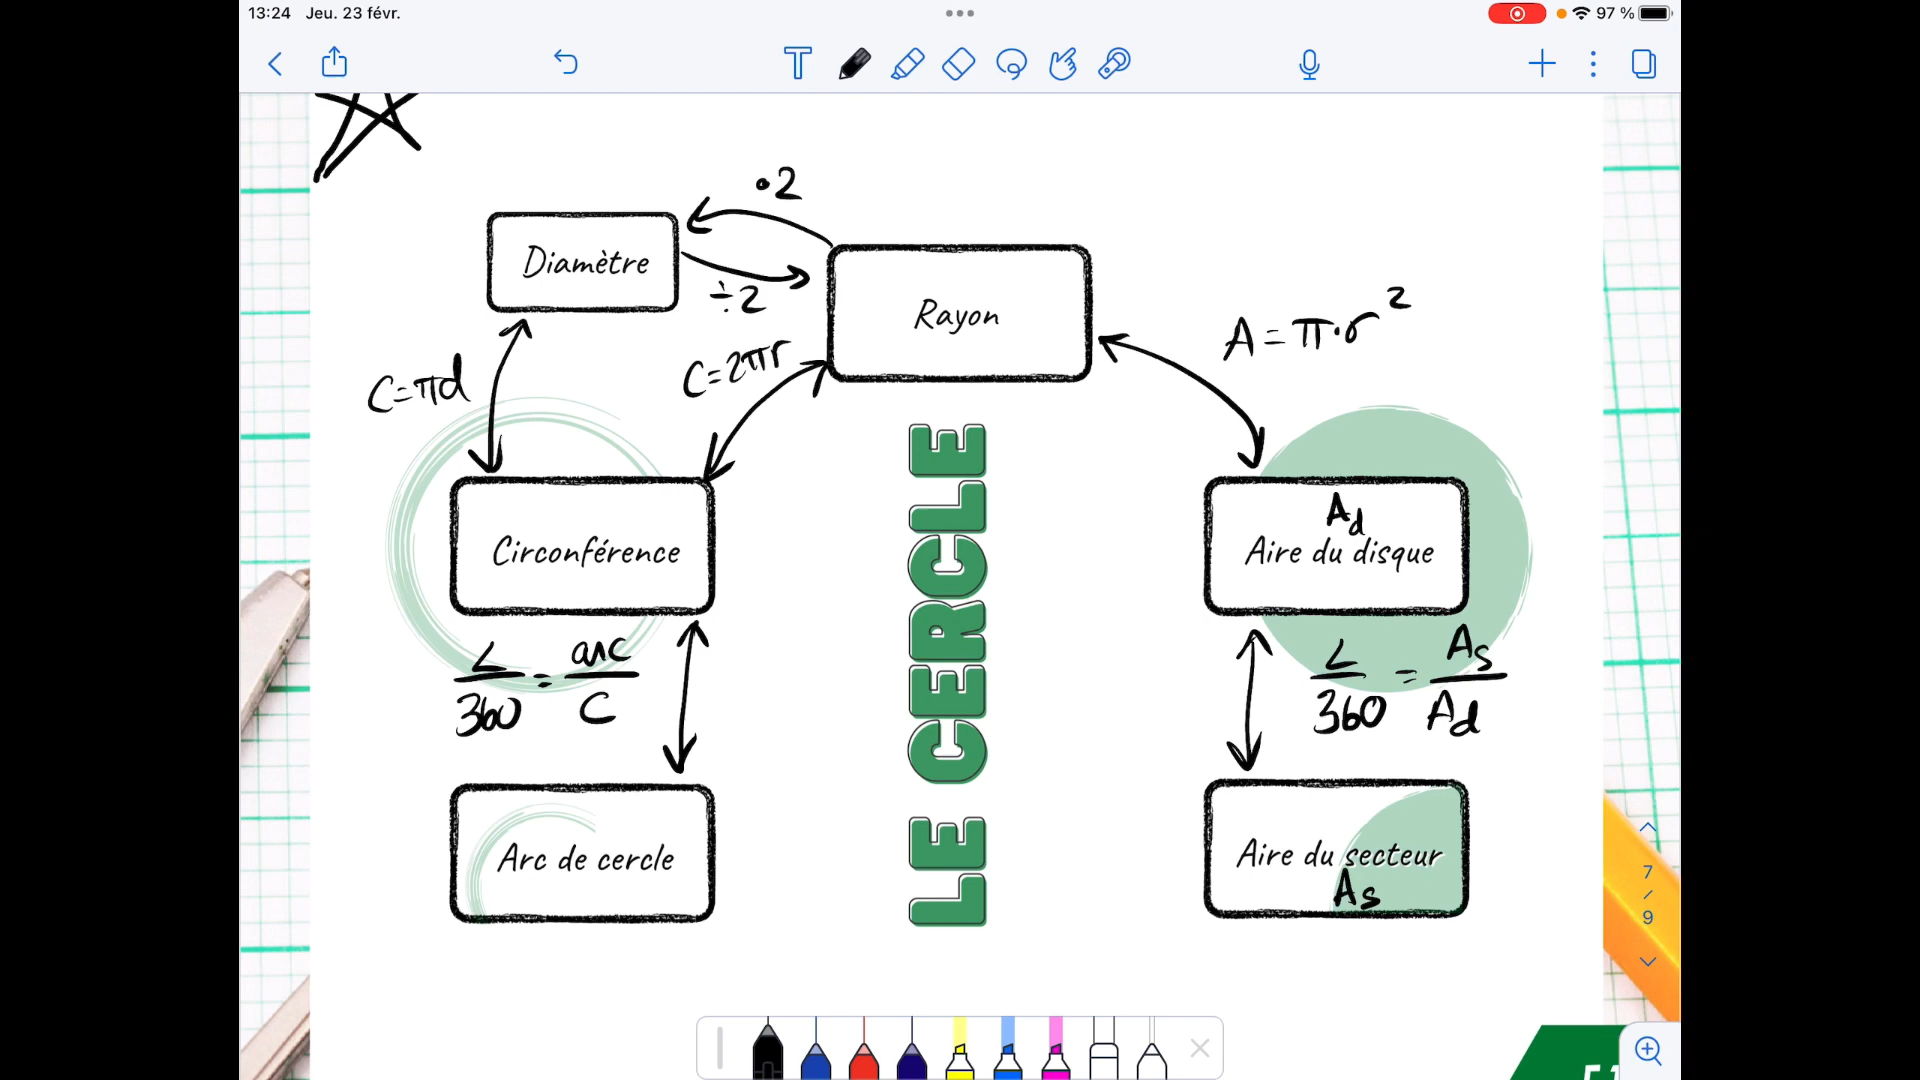 13:24 Jeu. 23 févr.
97 %
•2
Diamètre
÷2
Rayon
A = π·r²
C=πd
C=2πr
LE CERCLE
Circonférence
Ad
Aire du disque
∠/360 = arc/C
∠/360 = As/Ad
Arc de cercle
Aire du secteur
As
7
/
9